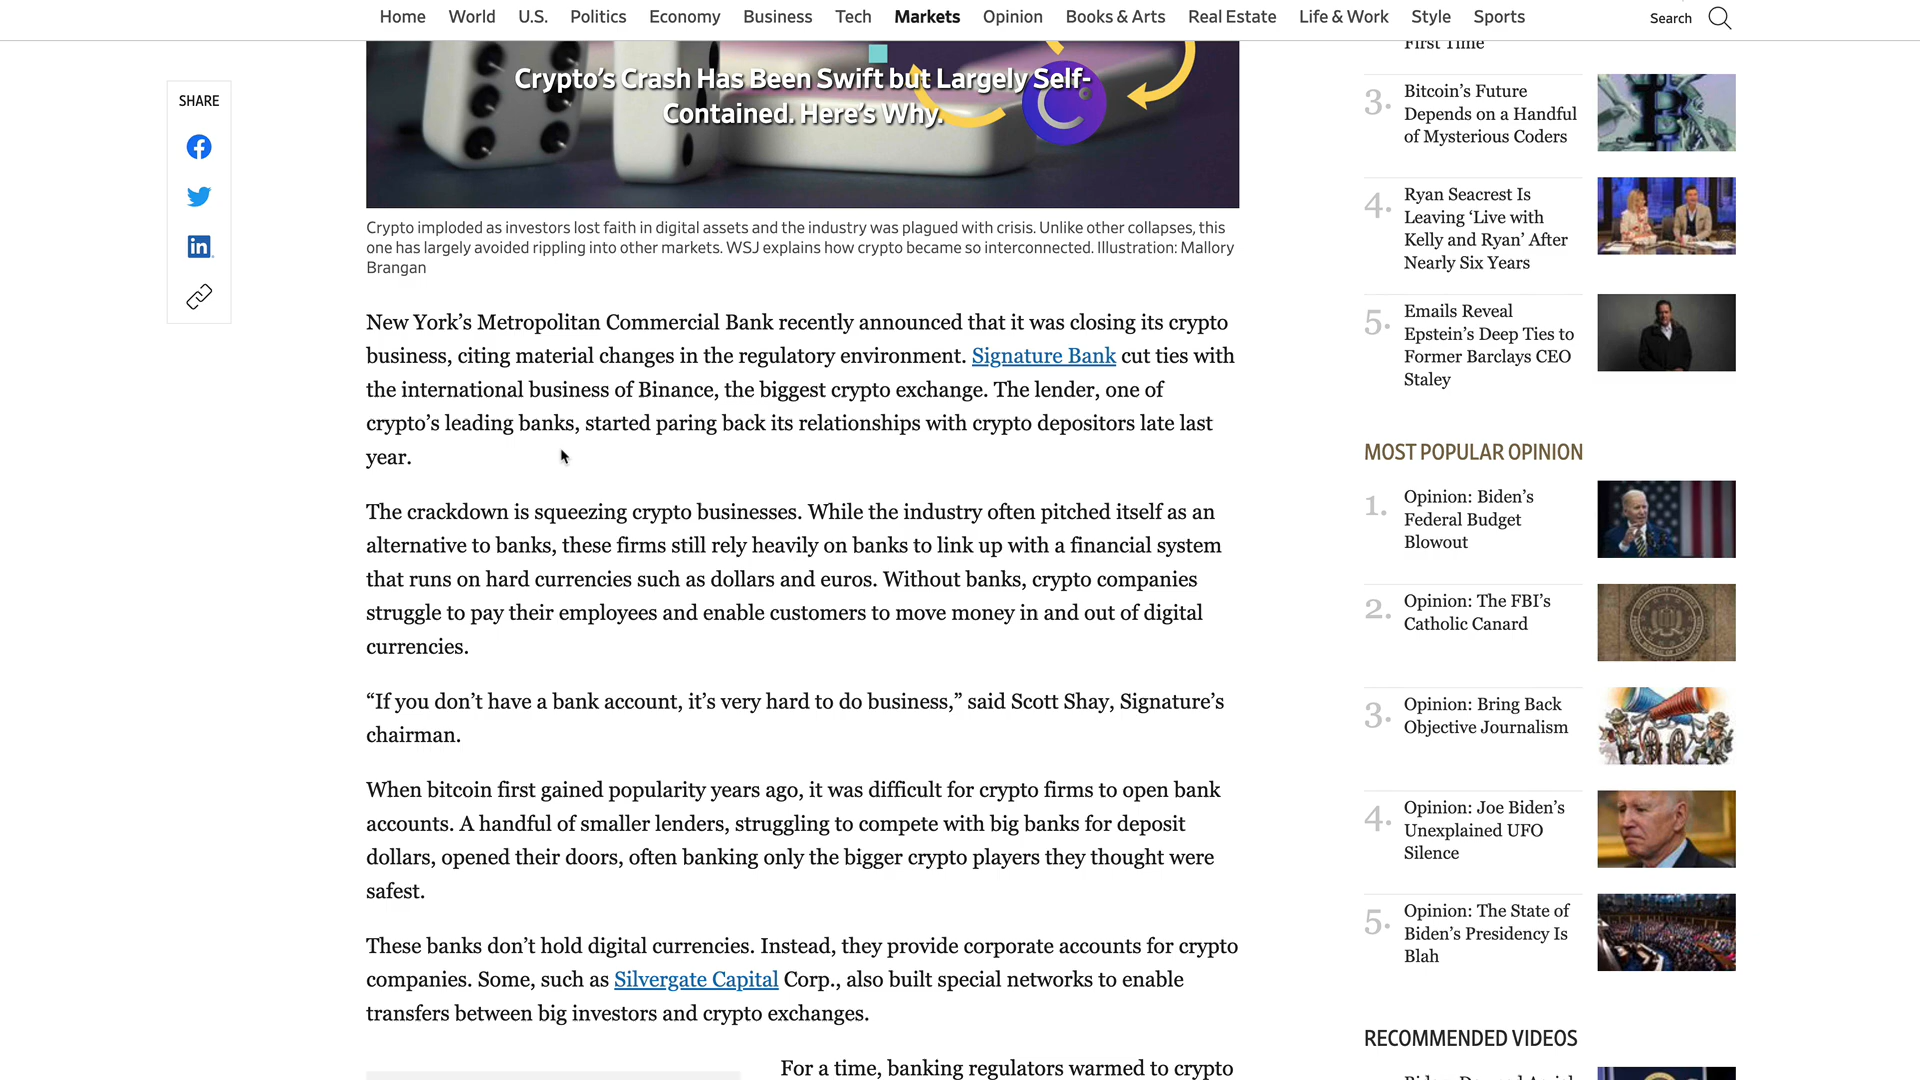 Home World U.S. Politics Economy Business Tech Markets Opinion Books & Arts Real Estate Life & Work Style Sports Search
SHARE
Crypto’s Crash Has Been Swift but Largely Self-
Contained. Here’s Why.
Crypto imploded as investors lost faith in digital assets and the industry was plagued with crisis. Unlike other collapses, this
one has largely avoided rippling into other markets. WSJ explains how crypto became so interconnected. Illustration: Mallory
Brangan
New York’s Metropolitan Commercial Bank recently announced that it was closing its crypto
business, citing material changes in the regulatory environment. Signature Bank cut ties with
the international business of Binance, the biggest crypto exchange. The lender, one of
crypto’s leading banks, started paring back its relationships with crypto depositors late last
year.
The crackdown is squeezing crypto businesses. While the industry often pitched itself as an
alternative to banks, these firms still rely heavily on banks to link up with a financial system
that runs on hard currencies such as dollars and euros. Without banks, crypto companies
struggle to pay their employees and enable customers to move money in and out of digital
currencies.
“If you don’t have a bank account, it’s very hard to do business,” said Scott Shay, Signature’s
chairman.
When bitcoin first gained popularity years ago, it was difficult for crypto firms to open bank
accounts. A handful of smaller lenders, struggling to compete with big banks for deposit
dollars, opened their doors, often banking only the bigger crypto players they thought were
safest.
These banks don’t hold digital currencies. Instead, they provide corporate accounts for crypto
companies. Some, such as Silvergate Capital Corp., also built special networks to enable
transfers between big investors and crypto exchanges.
For a time, banking regulators warmed to crypto
First Time
3. Bitcoin’s Future
Depends on a Handful
of Mysterious Coders
4. Ryan Seacrest Is
Leaving ‘Live with
Kelly and Ryan’ After
Nearly Six Years
5. Emails Reveal
Epstein’s Deep Ties to
Former Barclays CEO
Staley
MOST POPULAR OPINION
1. Opinion: Biden’s
Federal Budget
Blowout
2. Opinion: The FBI’s
Catholic Canard
3. Opinion: Bring Back
Objective Journalism
4. Opinion: Joe Biden’s
Unexplained UFO
Silence
5. Opinion: The State of
Biden’s Presidency Is
Blah
RECOMMENDED VIDEOS